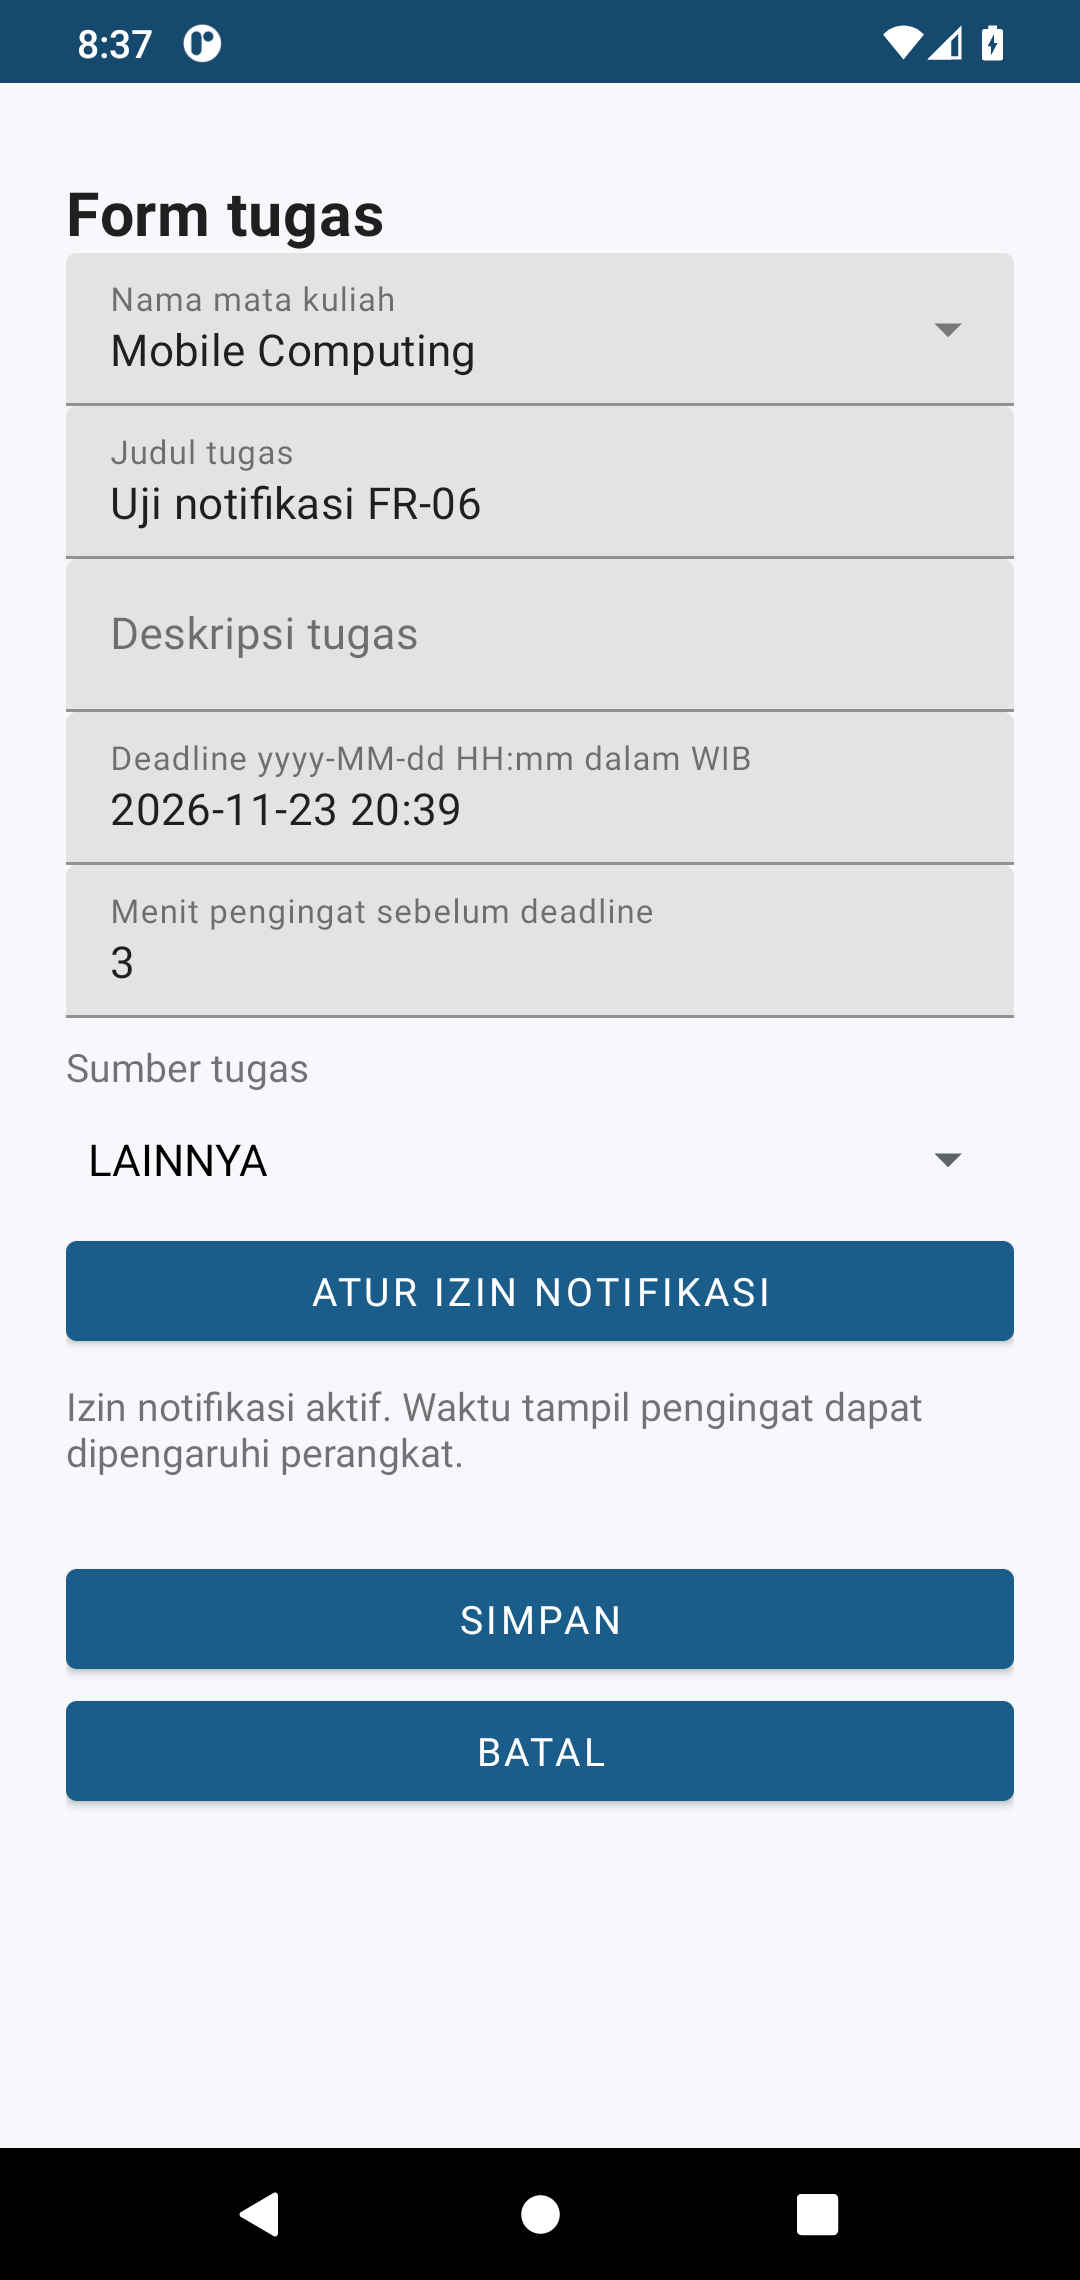 8:37
Form tugas
Nama mata kuliah
Mobile Computing
Judul tugas
Uji notifikasi FR-06
Deskripsi tugas
Deadline yyyy-MM-dd HH:mm dalam WIB
2026-11-23 20:39
Menit pengingat sebelum deadline
3
Sumber tugas
LAINNYA
ATUR IZIN NOTIFIKASI
Izin notifikasi aktif. Waktu tampil pengingat dapat
dipengaruhi perangkat.
SIMPAN
BATAL